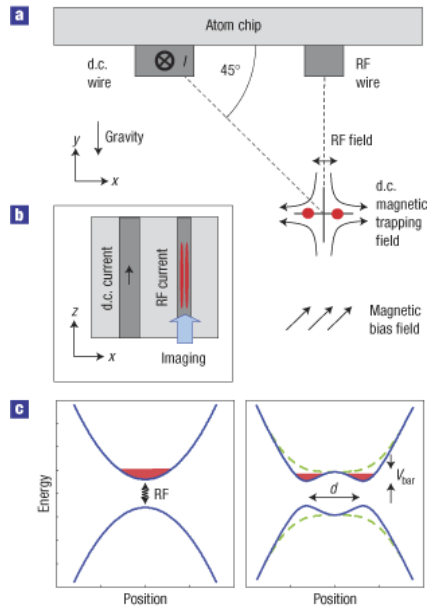 a
Atom chip
d.c.
wire
I
45°
RF
wire
y
x
Gravity
RF field
d.c.
magnetic
trapping
field
b
d.c. current
RF current
z
x
Imaging
Magnetic
bias field
c
Energy
RF
d
Vbar
Position
Position